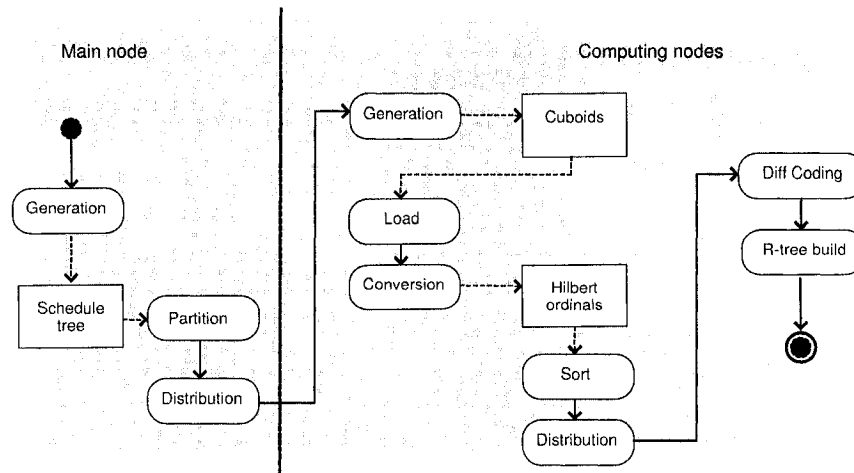 Main node
Computing nodes
Generation
Schedule
tree
Partition
Distribution
Generation
Cuboids
Load
Conversion
Hilbert
ordinals
Sort
Distribution
Diff Coding
R-tree build